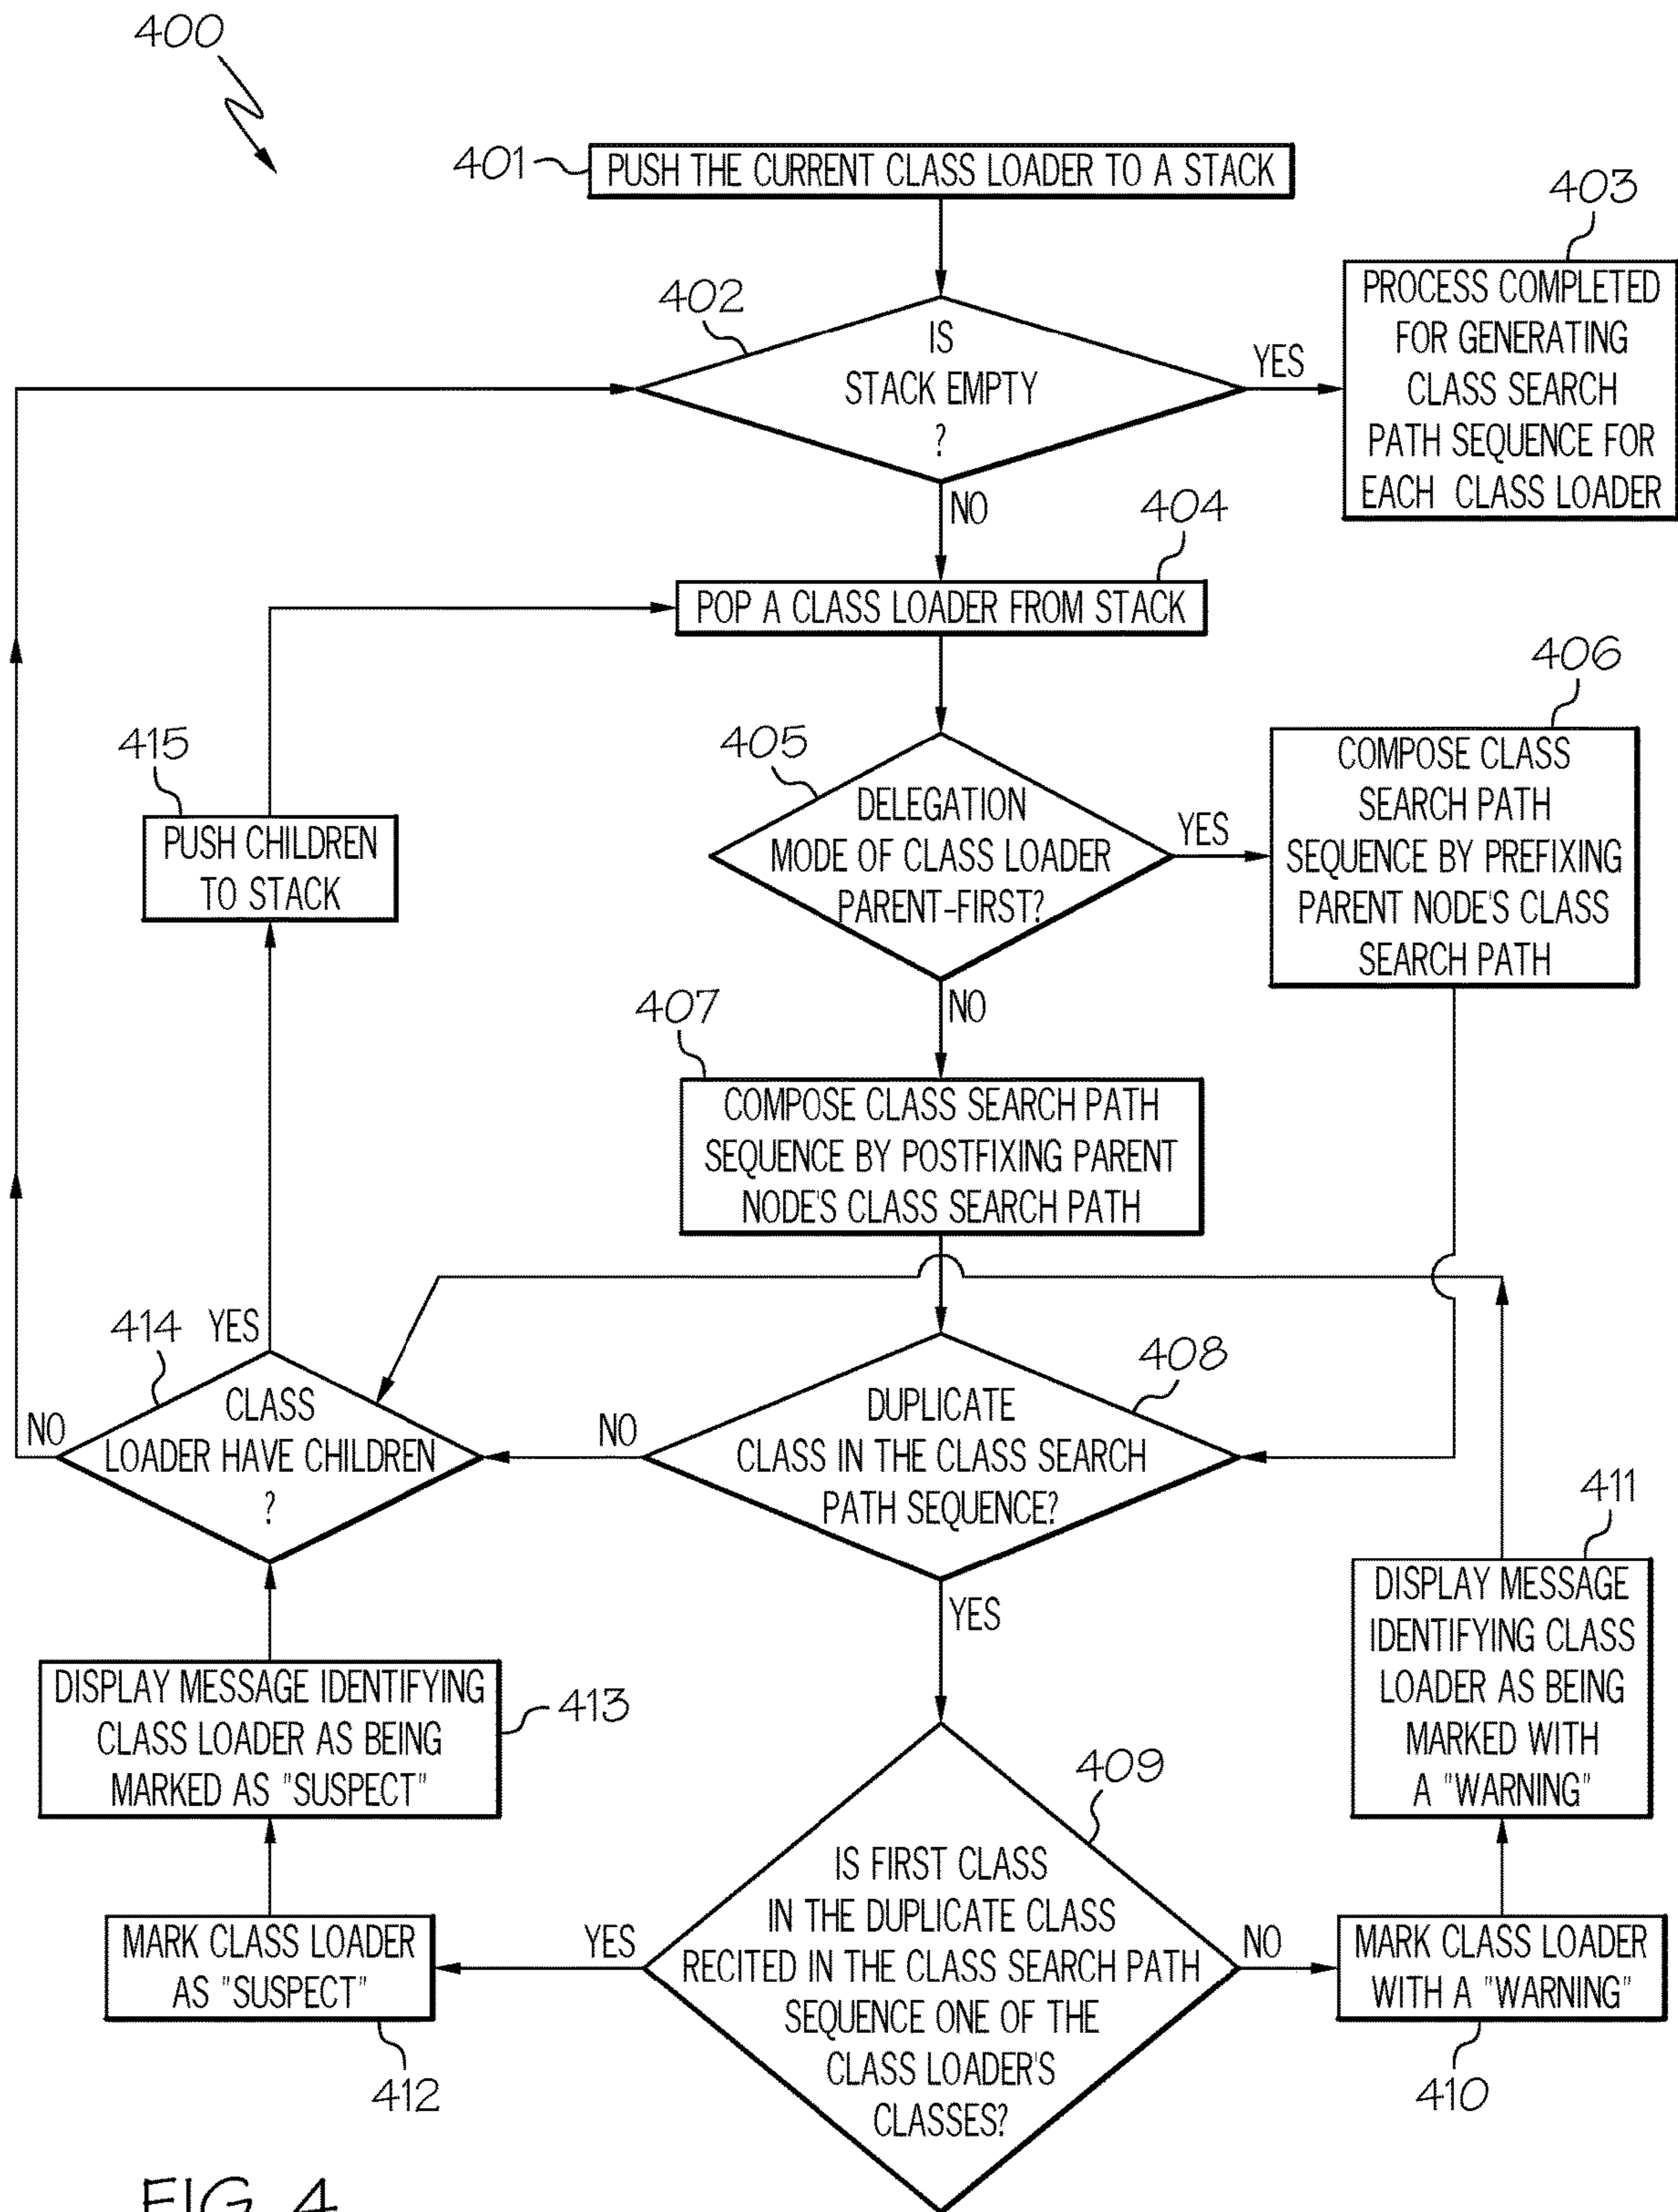 400
401
PUSH THE CURRENT CLASS LOADER TO A STACK
403
PROCESS COMPLETED
FOR GENERATING
CLASS SEARCH
PATH SEQUENCE FOR
EACH CLASS LOADER
402
IS
STACK EMPTY
?
YES
NO
404
POP A CLASS LOADER FROM STACK
406
COMPOSE CLASS
SEARCH PATH
SEQUENCE BY PREFIXING
PARENT NODE'S CLASS
SEARCH PATH
415
PUSH CHILDREN
TO STACK
405
DELEGATION
MODE OF CLASS LOADER
PARENT-FIRST?
YES
NO
407
COMPOSE CLASS SEARCH PATH
SEQUENCE BY POSTFIXING PARENT
NODE'S CLASS SEARCH PATH
414
YES
CLASS
LOADER HAVE CHILDREN
?
NO
408
DUPLICATE
CLASS IN THE CLASS SEARCH
PATH SEQUENCE?
NO
YES
411
DISPLAY MESSAGE
IDENTIFYING CLASS
LOADER AS BEING
MARKED WITH
A "WARNING"
DISPLAY MESSAGE IDENTIFYING
CLASS LOADER AS BEING
MARKED AS "SUSPECT"
413
409
IS FIRST CLASS
IN THE DUPLICATE CLASS
RECITED IN THE CLASS SEARCH PATH
SEQUENCE ONE OF THE
CLASS LOADER'S
CLASSES?
YES
NO
MARK CLASS LOADER
AS "SUSPECT"
412
MARK CLASS LOADER
WITH A "WARNING"
410
FIG. 4